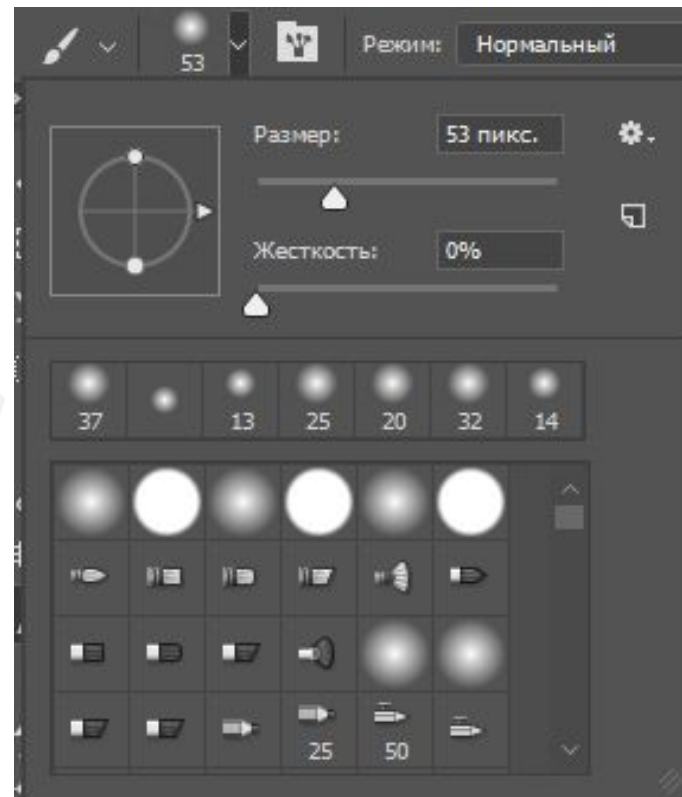 53 Режим: Нормальный
Размер: 53 пикс.
Жесткость: 0%
37 13 25 20 32 14
25 50